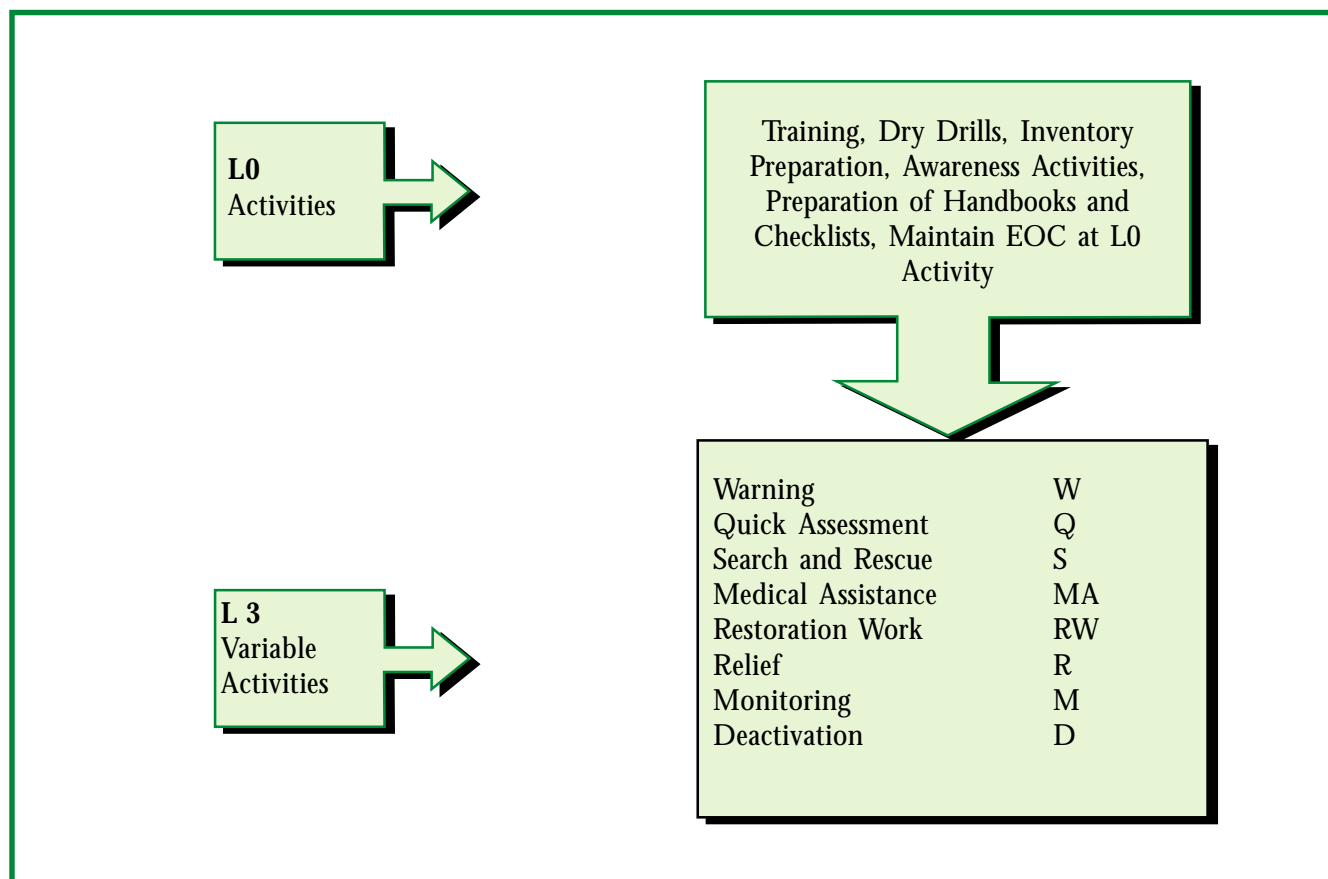 L0
Activities
Training, Dry Drills, Inventory
Preparation, Awareness Activities,
Preparation of Handbooks and
Checklists, Maintain EOC at L0
Activity
L 3
Variable
Activities
Warning W
Quick Assessment Q
Search and Rescue S
Medical Assistance MA
Restoration Work RW
Relief R
Monitoring M
Deactivation D